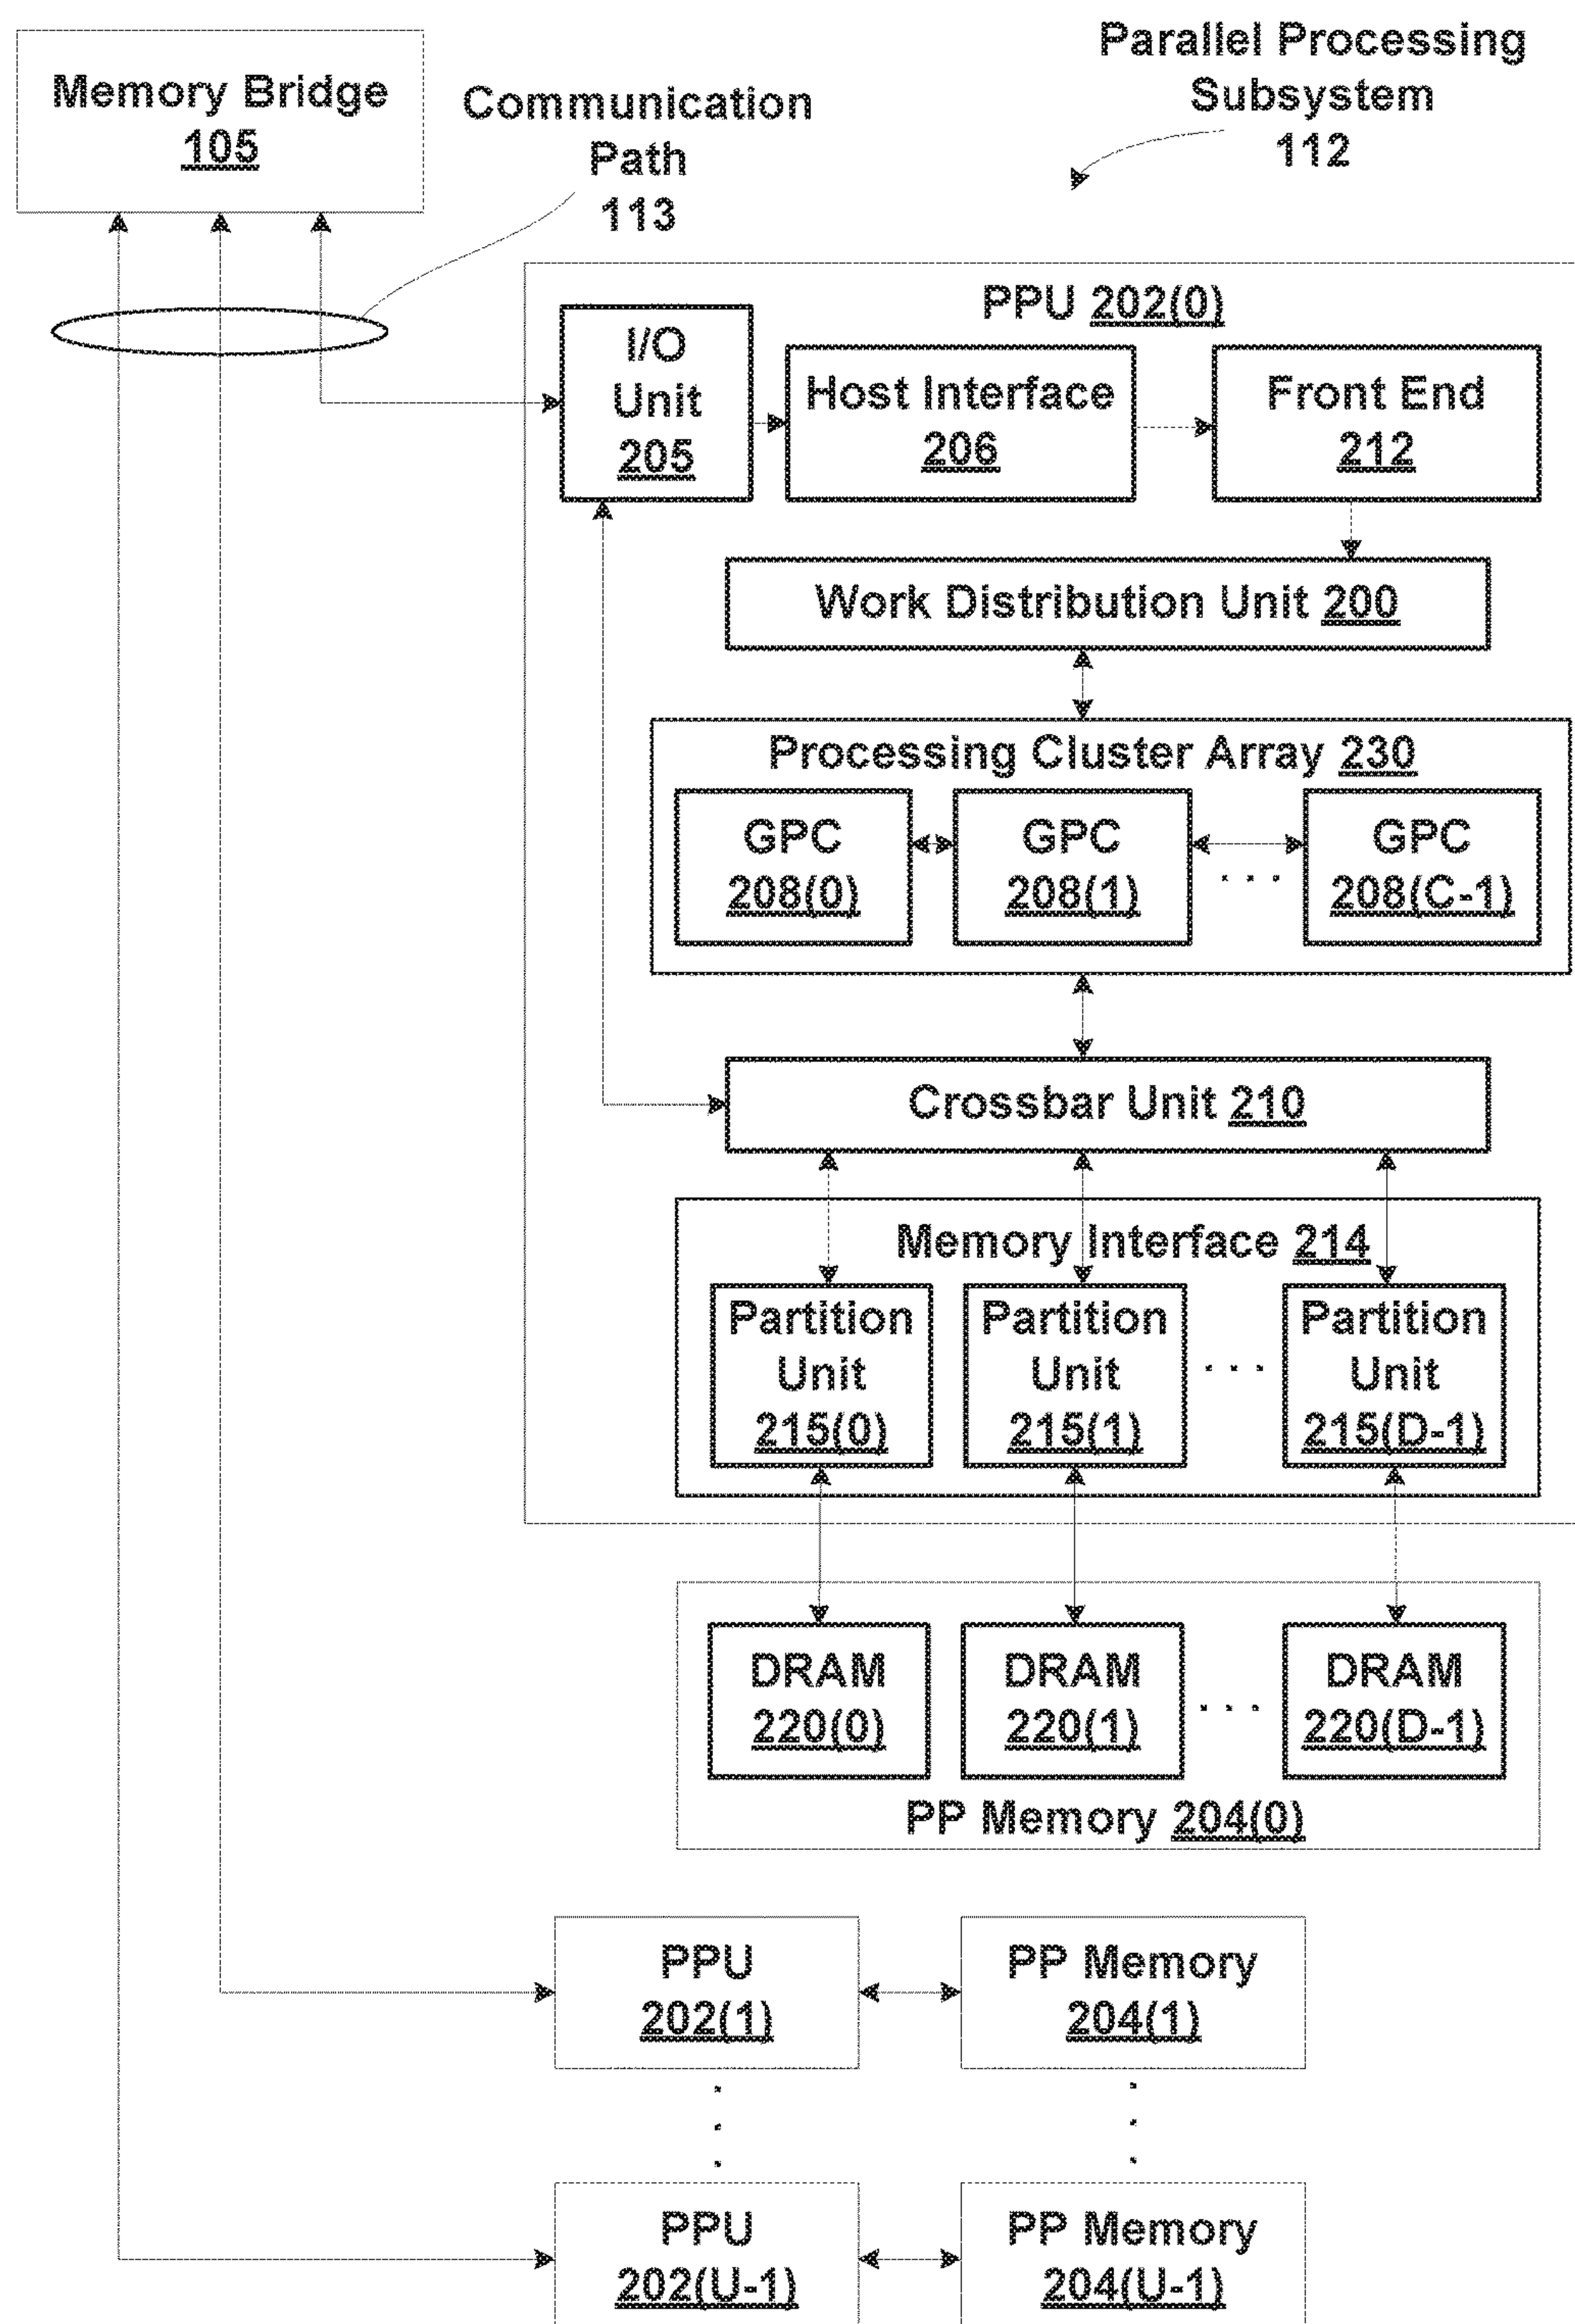 Memory Bridge
105
Communication
Path
113
Parallel Processing
Subsystem
112
PPU 202(0)
I/O
Unit
205
Host Interface
206
Front End
212
Work Distribution Unit 200
Processing Cluster Array 230
GPC
208(0)
GPC
208(1)
. . .
GPC
208(C-1)
Crossbar Unit 210
Memory Interface 214
Partition
Unit
215(0)
Partition
Unit
215(1)
. . .
Partition
Unit
215(D-1)
DRAM
220(0)
DRAM
220(1)
. . .
DRAM
220(D-1)
PP Memory 204(0)
PPU
202(1)
PP Memory
204(1)
PPU
202(U-1)
PP Memory
204(U-1)